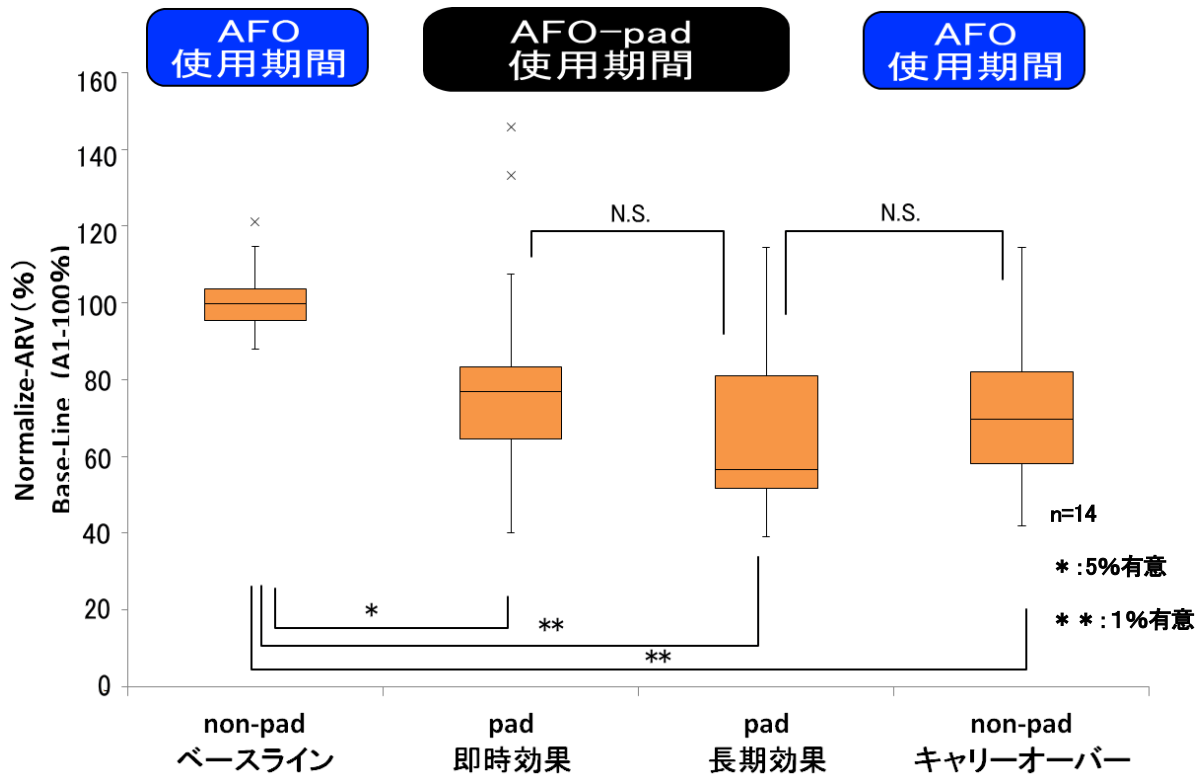 AFO
使用期間
AFO−pad
使用期間
AFO
使用期間
160
140
120
100
80
60
40
20
0
Normalize-ARV(%)
Base-Line (A1-100%)
N.S.
N.S.
n=14
*:5%有意
**:1%有意
*
**
**
non-pad
ベースライン
pad
即時効果
pad
長期効果
non-pad
キャリーオーバー